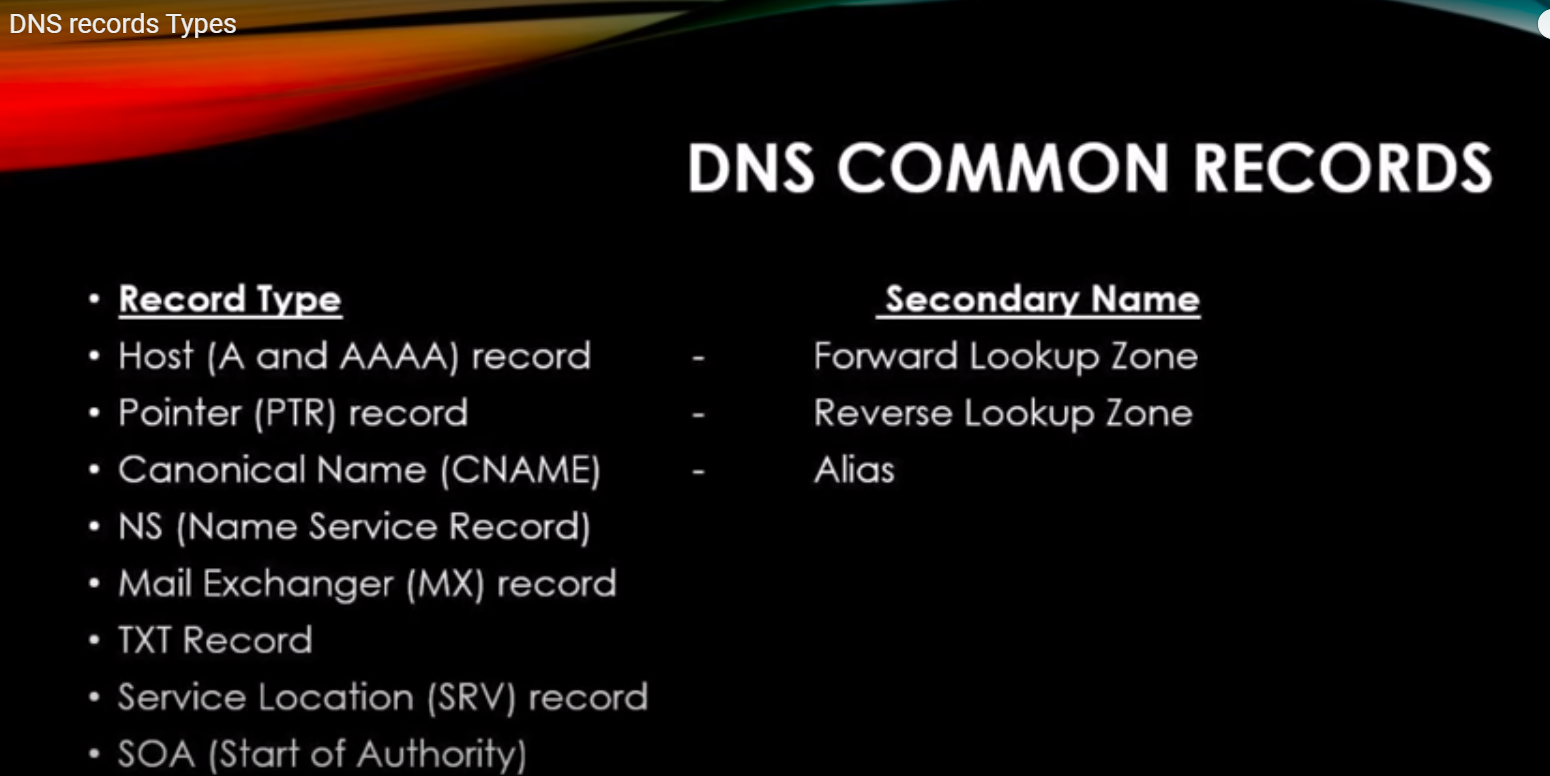 DNS records Types
DNS COMMON RECORDS
• Record Type Secondary Name
• Host (A and AAAA) record - Forward Lookup Zone
• Pointer (PTR) record - Reverse Lookup Zone
• Canonical Name (CNAME) - Alias
• NS (Name Service Record)
• Mail Exchanger (MX) record
• TXT Record
• Service Location (SRV) record
• SOA (Start of Authority)